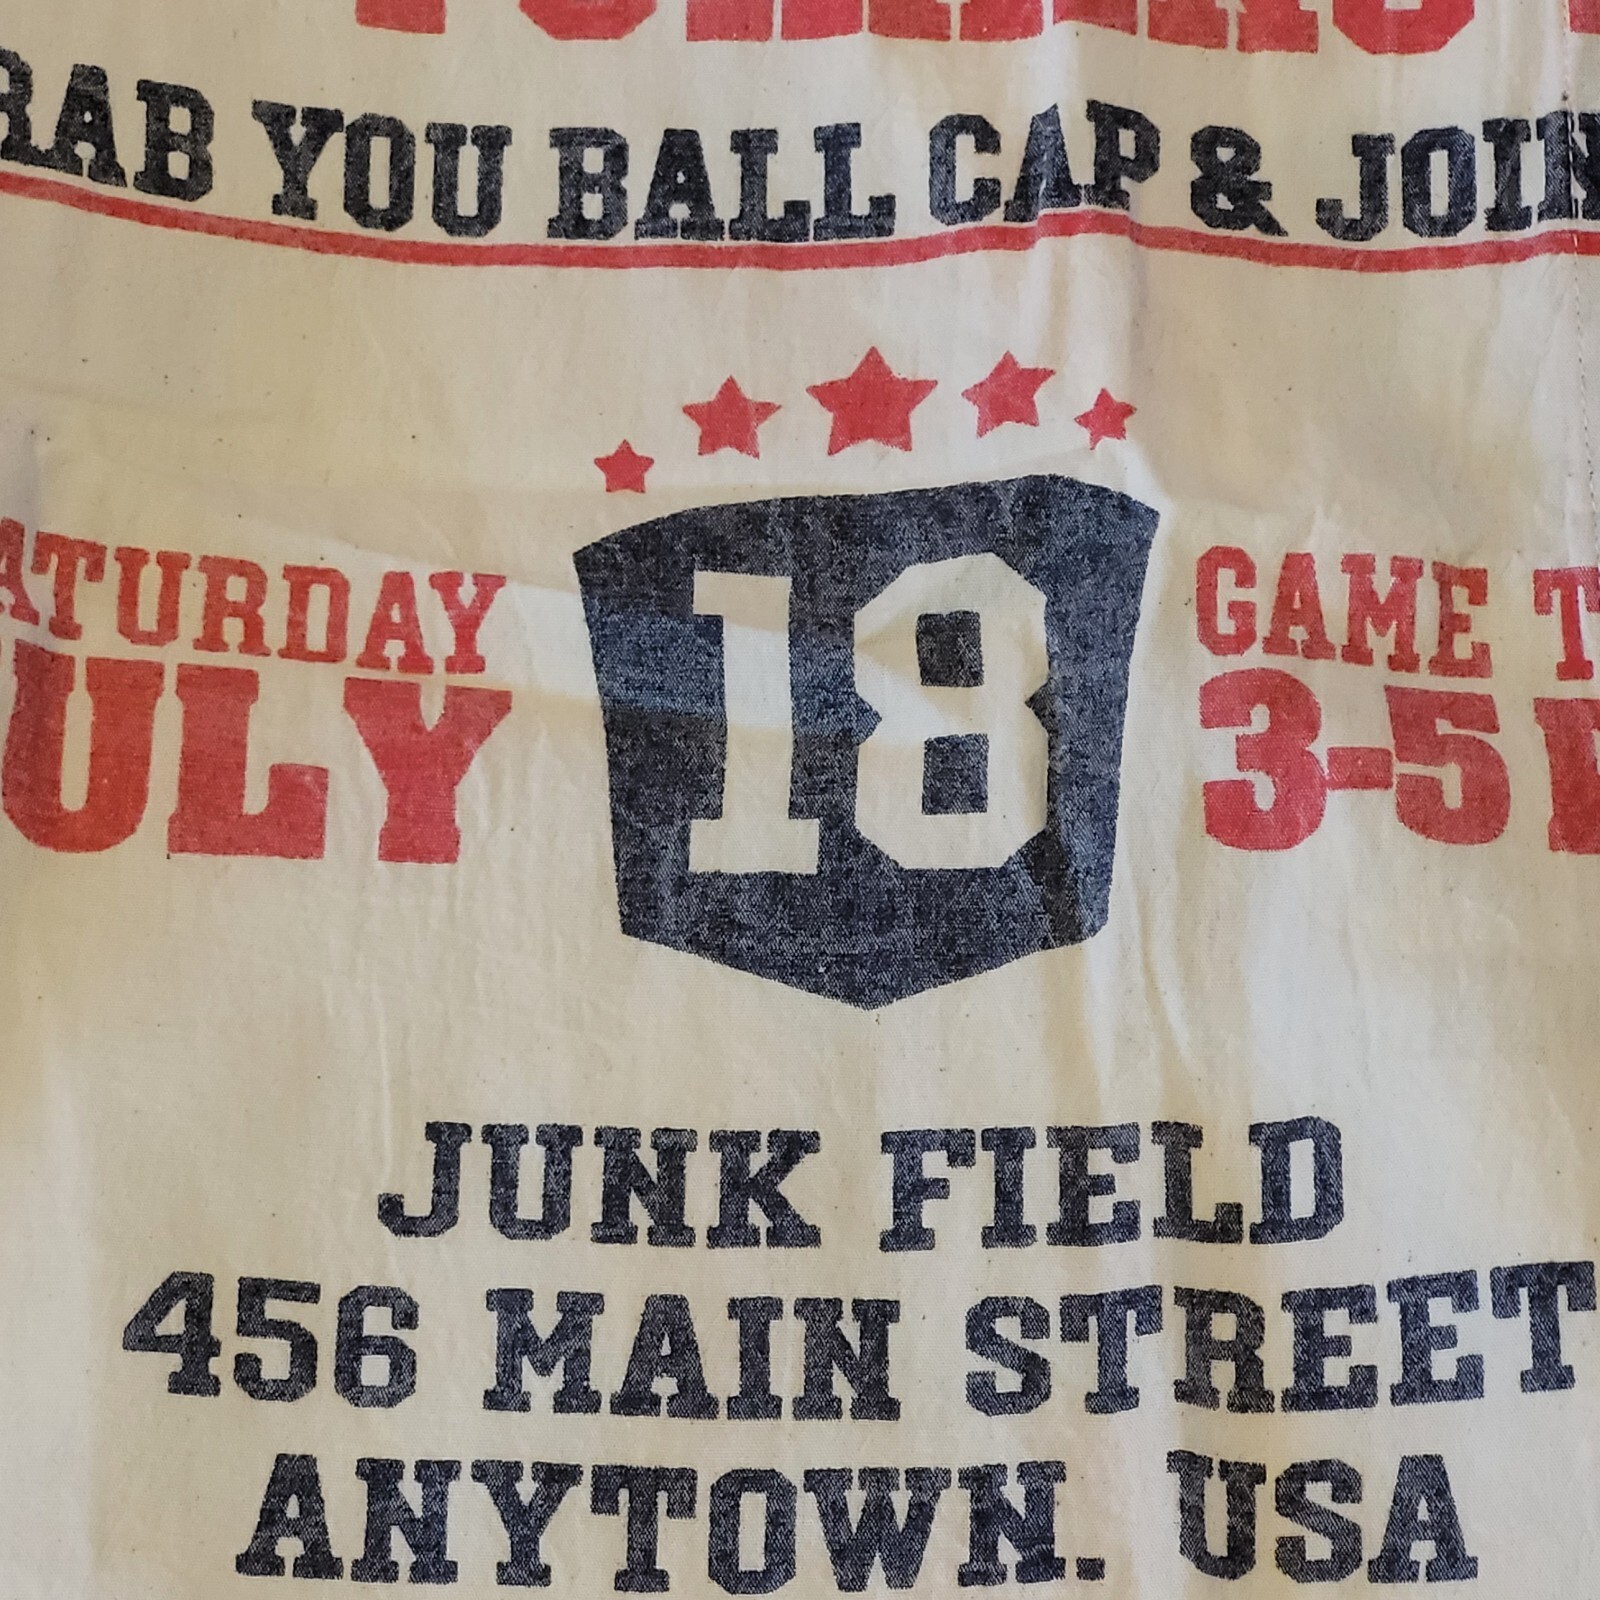 RAB YOU BALL CAP & JOIN
ATURDAY
ULY
18
GAME T
3-5
JUNK FIELD
456 MAIN STREET
ANYTOWN. USA